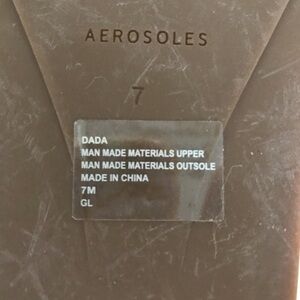 AEROSOLES
7
DADA
MAN MADE MATERIALS UPPER
MAN MADE MATERIALS OUTSOLE
MADE IN CHINA
7M
GL